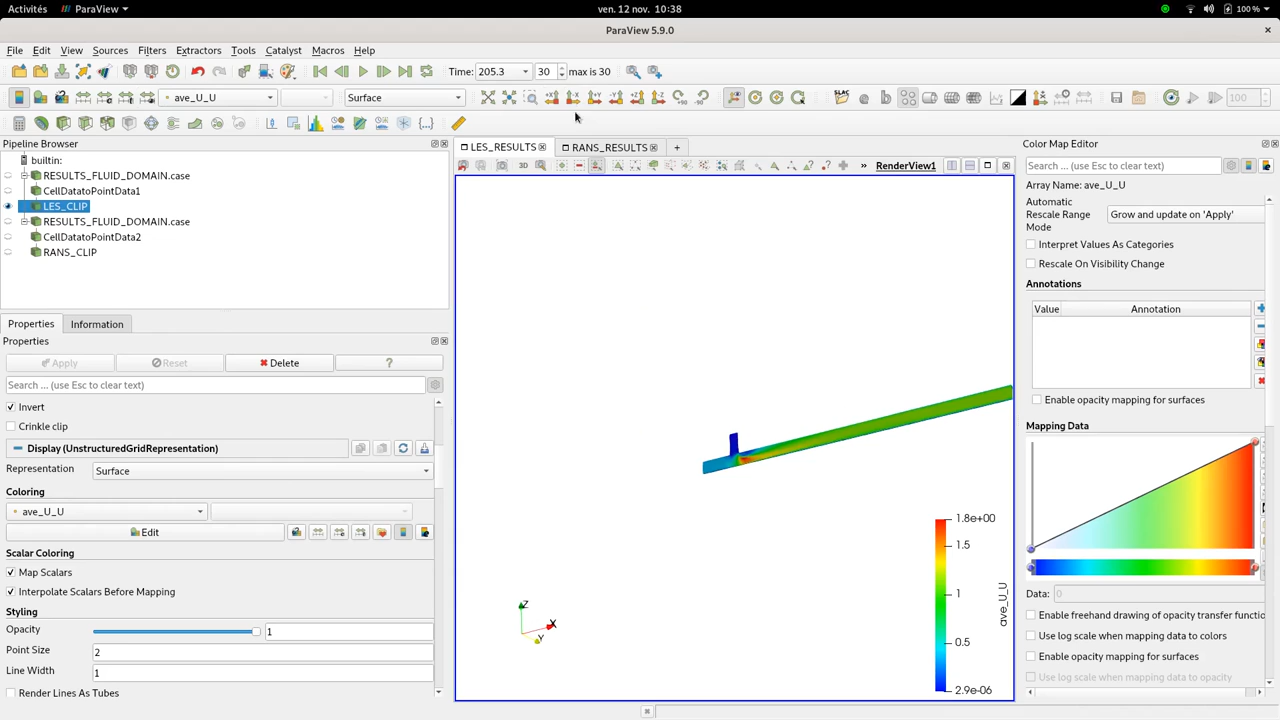 Activités ParaView ven. 12 nov. 10:38 100 %
ParaView 5.9.0
File Edit View Sources Filters Extractors Tools Catalyst Macros Help
Time: 205.3 30 max is 30
ave_U_U Surface 100
Pipeline Browser
builtin:
RESULTS_FLUID_DOMAIN.case
CellDatatoPointData1
LES_CLIP
RESULTS_FLUID_DOMAIN.case
CellDatatoPointData2
RANS_CLIP
Properties Information
Properties
Apply Reset Delete ?
Search ... (use Esc to clear text)
Invert
Crinkle clip
Display (UnstructuredGridRepresentation)
Representation Surface
Coloring
ave_U_U
Edit
Scalar Coloring
Map Scalars
Interpolate Scalars Before Mapping
Styling
Opacity 1
Point Size 2
Line Width 1
Render Lines As Tubes
LES_RESULTS RANS_RESULTS +
3D RenderView1
1.8e+00
1.5
1
0.5
2.9e-06
ave_U_U
Z
X
Y
Color Map Editor
Search ... (use Esc to clear text)
Array Name: ave_U_U
Automatic
Rescale Range
Mode
Grow and update on 'Apply'
Interpret Values As Categories
Rescale On Visibility Change
Annotations
Value Annotation
Enable opacity mapping for surfaces
Mapping Data
Data: 0
Enable freehand drawing of opacity transfer functio
Use log scale when mapping data to colors
Enable opacity mapping for surfaces
Use log scale when mapping data to opacity